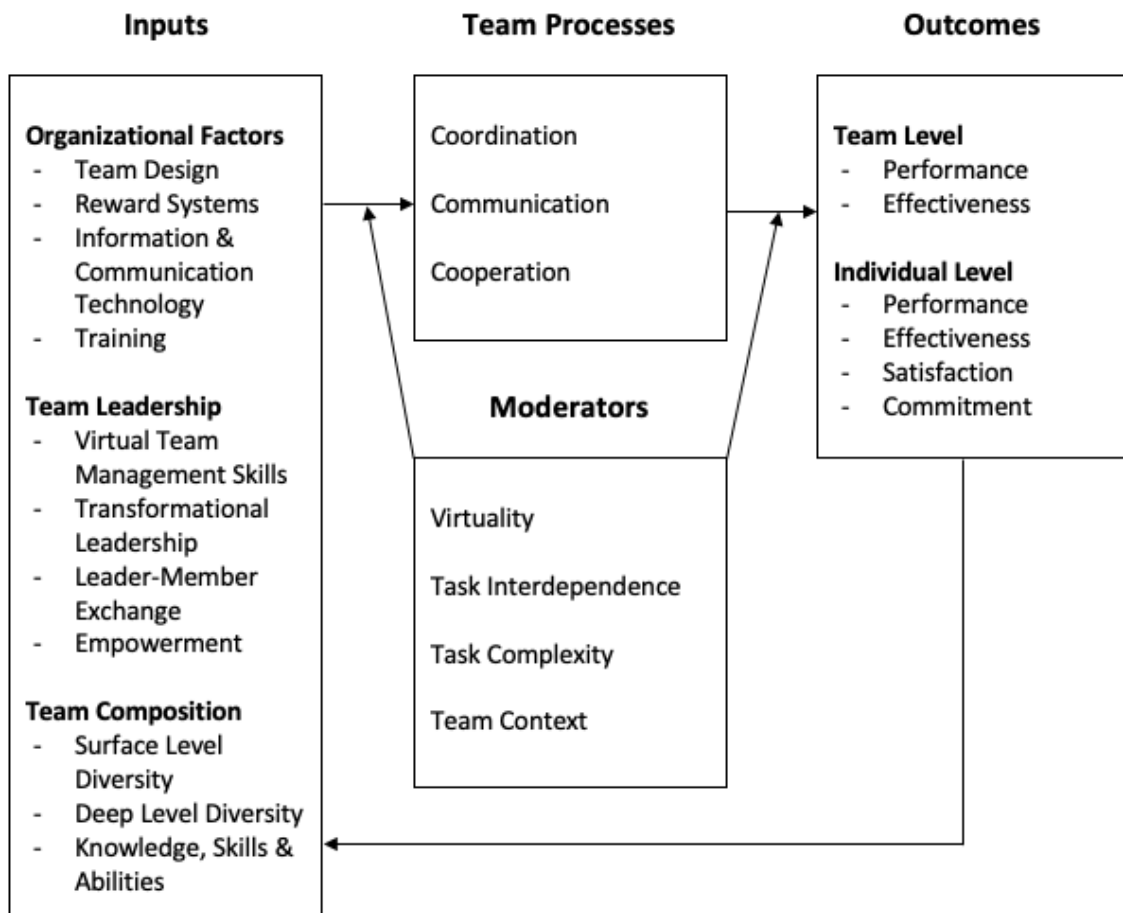 Inputs
Organizational Factors
- Team Design
- Reward Systems
- Information &
Communication
Technology
- Training
Team Leadership
- Virtual Team
Management Skills
- Transformational
Leadership
- Leader-Member
Exchange
- Empowerment
Team Composition
- Surface Level
Diversity
- Deep Level Diversity
- Knowledge, Skills &
Abilities
Team Processes
Coordination
Communication
Cooperation
Moderators
Virtuality
Task Interdependence
Task Complexity
Team Context
Outcomes
Team Level
- Performance
- Effectiveness
Individual Level
- Performance
- Effectiveness
- Satisfaction
- Commitment